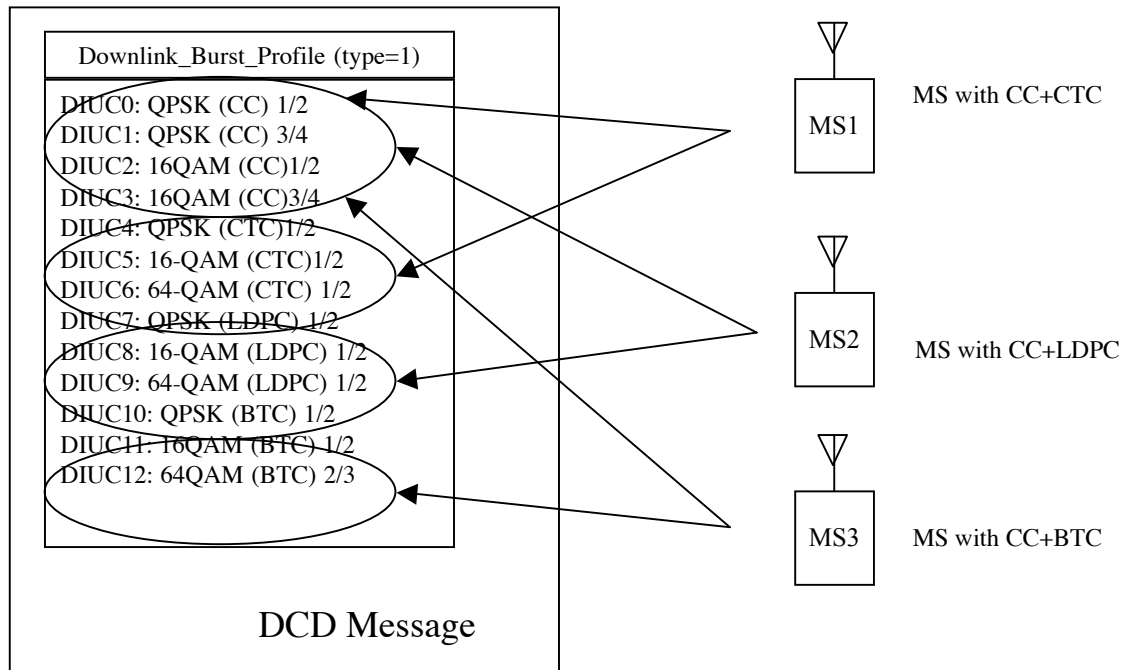 Downlink_Burst_Profile (type=1)
DIUC0: QPSK (CC) 1/2
DIUC1: QPSK (CC) 3/4
DIUC2: 16QAM (CC)1/2
DIUC3: 16QAM (CC)3/4
DIUC4: QPSK (CTC)1/2
DIUC5: 16-QAM (CTC)1/2
DIUC6: 64-QAM (CTC) 1/2
DIUC7: QPSK (LDPC) 1/2
DIUC8: 16-QAM (LDPC) 1/2
DIUC9: 64-QAM (LDPC) 1/2
DIUC10: QPSK (BTC) 1/2
DIUC11: 16QAM (BTC) 1/2
DIUC12: 64QAM (BTC) 2/3
DCD Message
MS1
MS with CC+CTC
MS2
MS with CC+LDPC
MS3
MS with CC+BTC